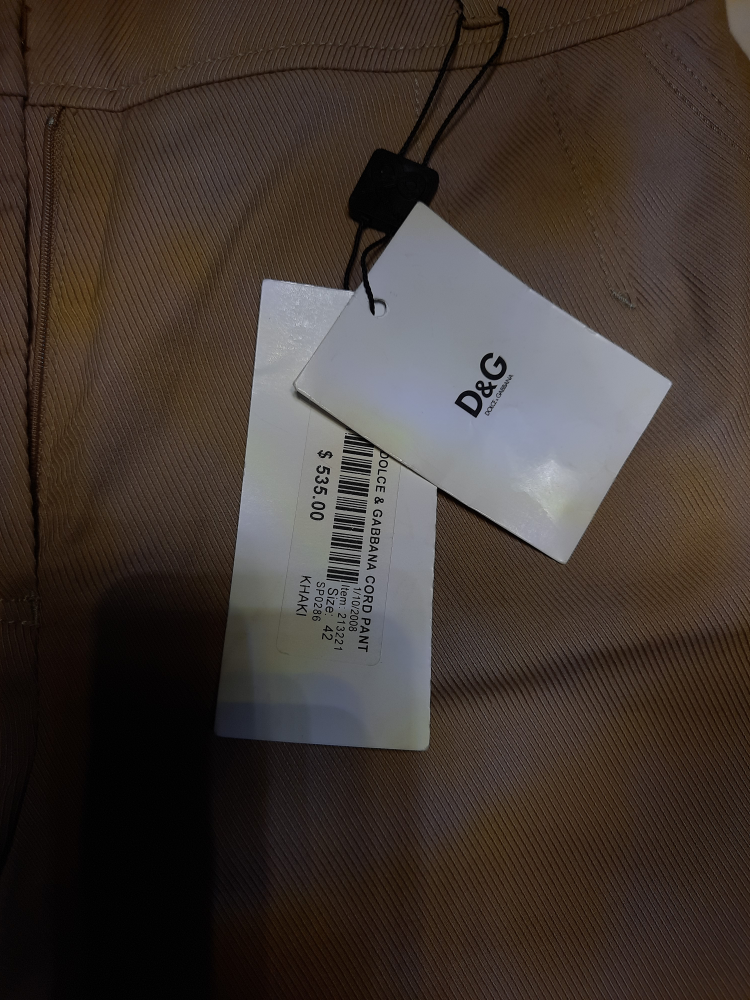 D&G
DOLCE & GABBANA
DOLCE & GABBANA CORD PANT
1/10/2008
Item: 213221
Size: 42
SP0286
KHAKI
$ 535.00